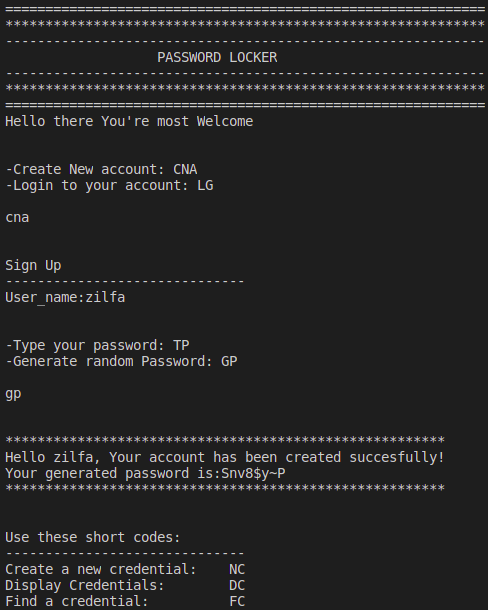 ============================================================
************************************************************
------------------------------------------------------------
PASSWORD LOCKER
------------------------------------------------------------
************************************************************
============================================================
Hello there You're most Welcome
-Create New account: CNA
-Login to your account: LG
cna
Sign Up
------------------------------
User_name:zilfa
-Type your password: TP
-Generate random Password: GP
gp
*******************************************************
Hello zilfa, Your account has been created succesfully!
Your generated password is:Snv8$y~P
*******************************************************
Use these short codes:
------------------------------
Create a new credential:    NC
Display Credentials:        DC
Find a credential:          FC